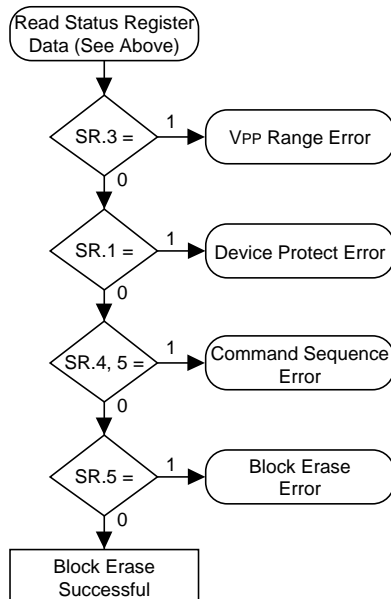 Read Status Register
Data (See Above)
SR.3 =
1
VPP Range Error
0
SR.1 =
1
Device Protect Error
0
SR.4, 5 =
1
Command Sequence
Error
0
SR.5 =
1
Block Erase
Error
0
Block Erase
Successful